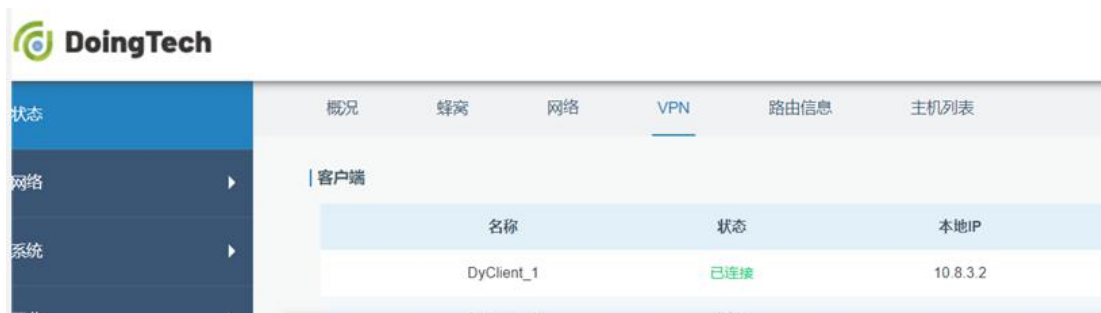 DoingTech
状态
概况 蜂窝 网络 VPN 路由信息 主机列表
网络
客户端
名称 状态 本地IP
系统
DyClient_1 已连接 10.8.3.2